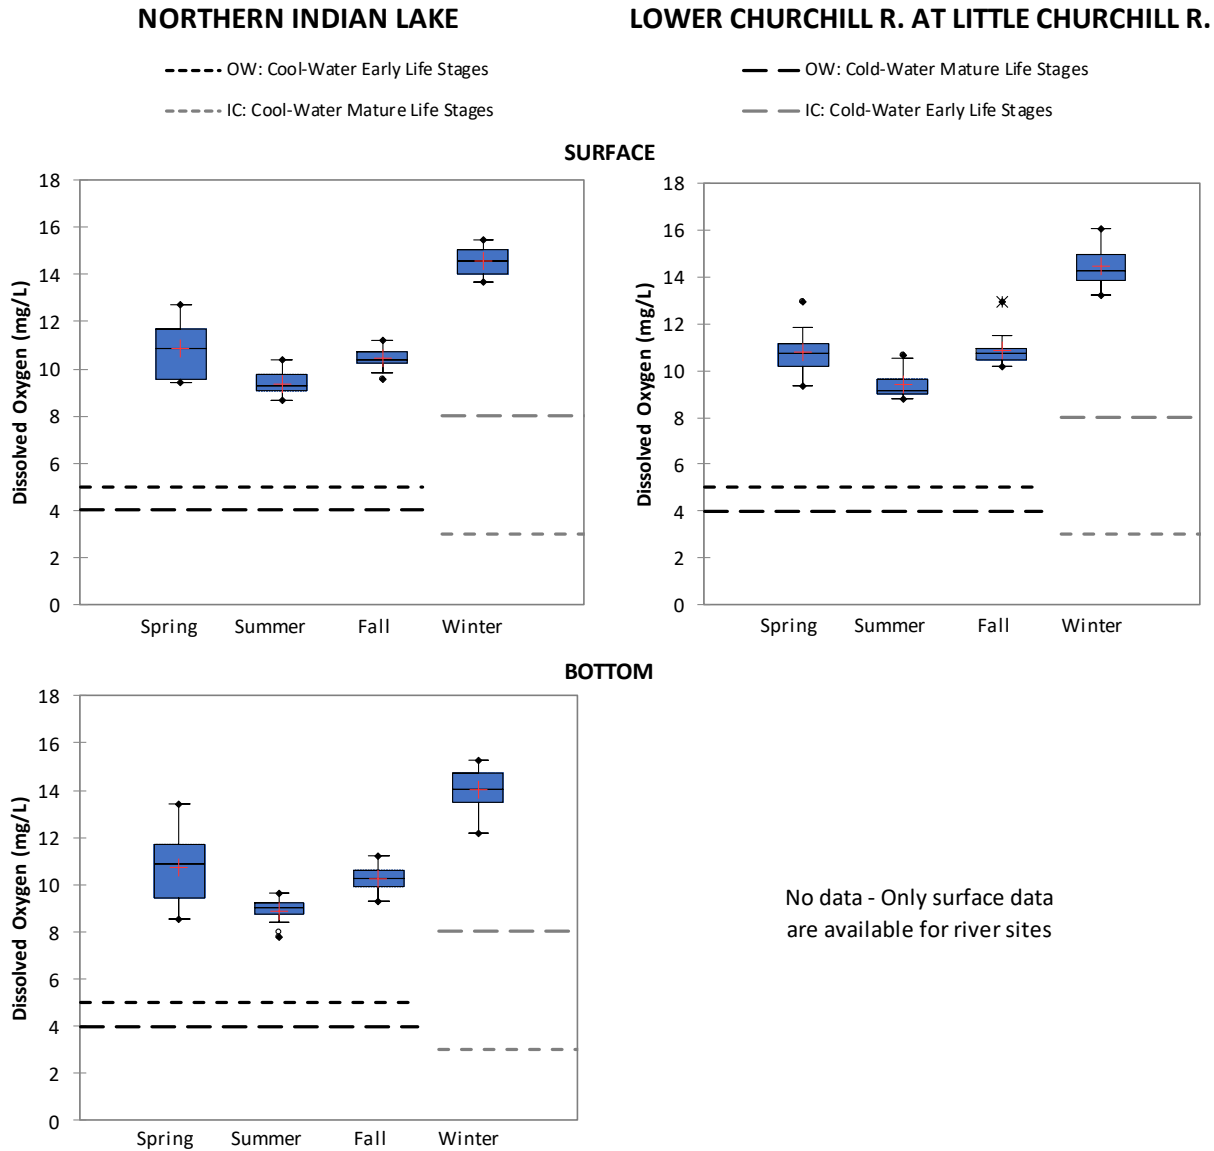 NORTHERN INDIAN LAKE
LOWER CHURCHILL R. AT LITTLE CHURCHILL R.
OW: Cool-Water Early Life Stages
OW: Cold-Water Mature Life Stages
IC: Cool-Water Mature Life Stages
IC: Cold-Water Early Life Stages
SURFACE
Dissolved Oxygen (mg/L)
18
16
14
12
10
8
6
4
2
0
Spring Summer Fall Winter
Dissolved Oxygen (mg/L)
18
16
14
12
10
8
6
4
2
0
Spring Summer Fall Winter
BOTTOM
Dissolved Oxygen (mg/L)
18
16
14
12
10
8
6
4
2
0
Spring Summer Fall Winter
No data - Only surface data
are available for river sites